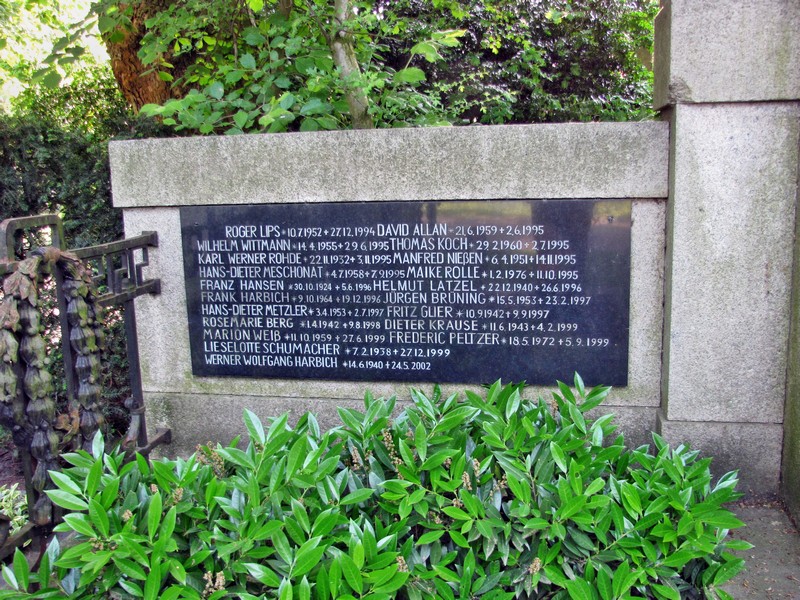 ROGER LIPS *10.7.1952 +27.12.1994 DAVID ALLAN *21.6.1959 +2.6.1995
WILHELM WITTMANN *14.4.1955 +29.6.1995 THOMAS KOCH *29.2.1960 +2.7.1995
KARL WERNER ROHDE *22.11.1932 +3.11.1995 MANFRED NIEßEN *6.4.1951 +14.11.1995
HANS-DIETER MESCHONAT *4.7.1958 +7.9.1995 MAIKE ROLLE *1.2.1976 +11.10.1995
FRANZ HANSEN *30.10.1924 +5.6.1996 HELMUT LATZEL *22.12.1940 +26.6.1996
FRANK HARBICH *9.10.1964 +19.12.1996 JÜRGEN BRÜNING *15.5.1953 +23.2.1997
HANS-DIETER METZLER *3.4.1953 +2.7.1997 FRITZ GLIER *10.9.1942 +9.9.1997
ROSEMARIE BERG *1.4.1942 +9.8.1998 DIETER KRAUSE *11.6.1943 +4.2.1999
MARION WEIß *11.10.1959 +27.6.1999 FREDERIC PELTZER *18.5.1972 +5.9.1999
LIESELOTTE SCHUMACHER *7.2.1938 +27.12.1999
WERNER WOLFGANG HARBICH *14.6.1940 +24.5.2002